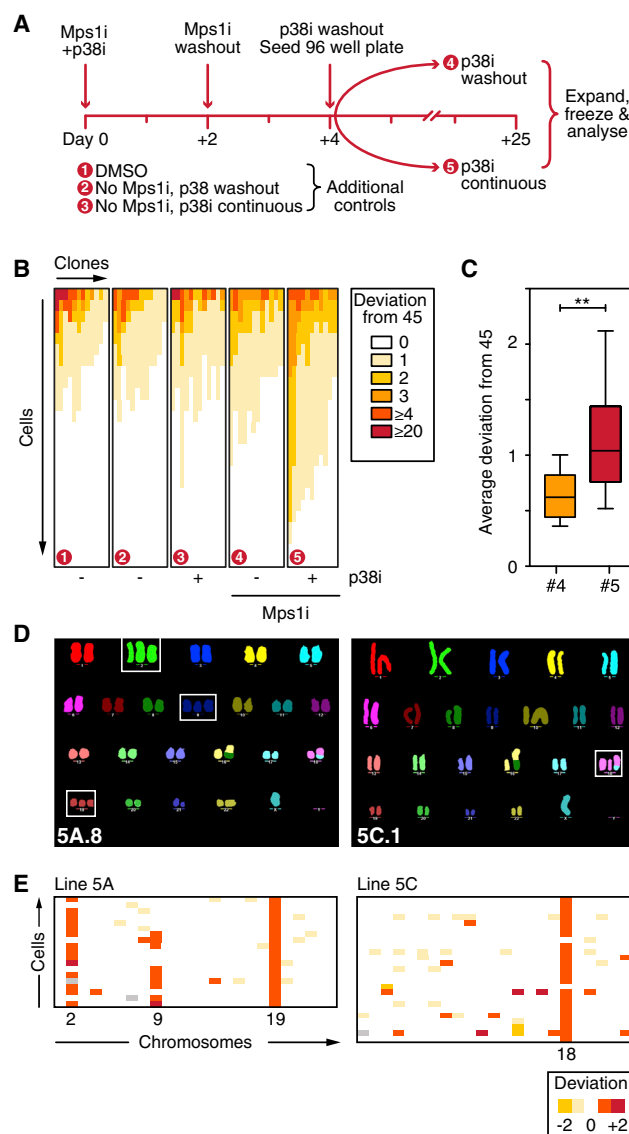 A
Mps1i
+p38i
Mps1i
washout
p38i washout
Seed 96 well plate
4 p38i
washout
Expand,
freeze &
analyse
Day 0
+2
+4
+25
5 p38i
continuous
1 DMSO
2 No Mps1i, p38 washout
3 No Mps1i, p38i continuous
Additional
controls
B
Clones
Cells
1 2 3 4 5
- - + - + p38i
Mps1i
Deviation
from 45
0
1
2
3
≥4
≥20
C
Average deviation from 45
2
1
0
**
#4 #5
D
5A.8
5C.1
E
Line 5A
Line 5C
Cells
2 9 19
Chromosomes
18
Deviation
-2 0 +2